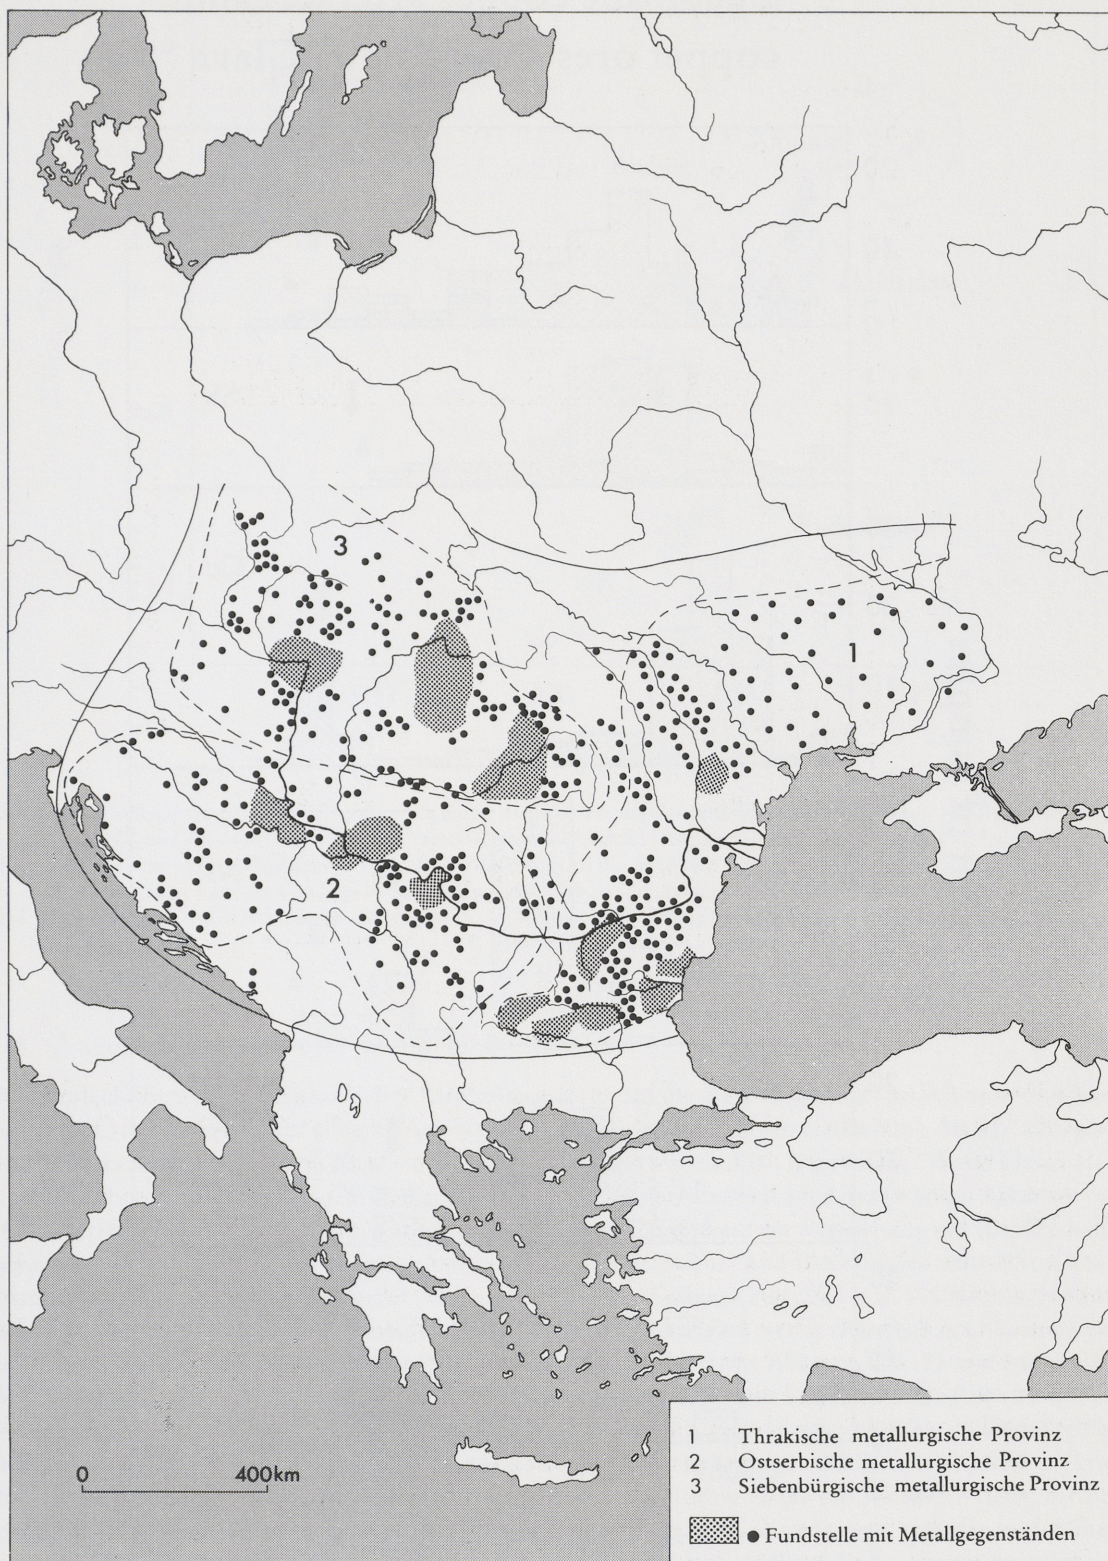 3
1
2
0 400km
1 Thrakische metallurgische Provinz
2 Ostserbische metallurgische Provinz
3 Siebenbürgische metallurgische Provinz
Fundstelle mit Metallgegenständen